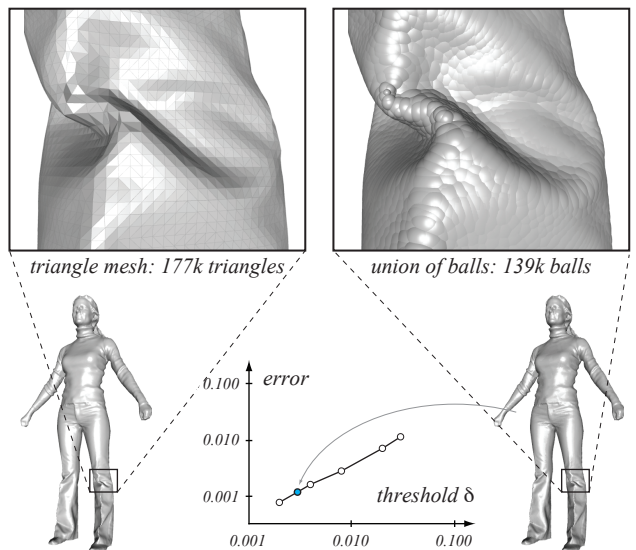 triangle mesh: 177k triangles
union of balls: 139k balls
0.100
error
0.010
0.001
threshold δ
0.001
0.010
0.100